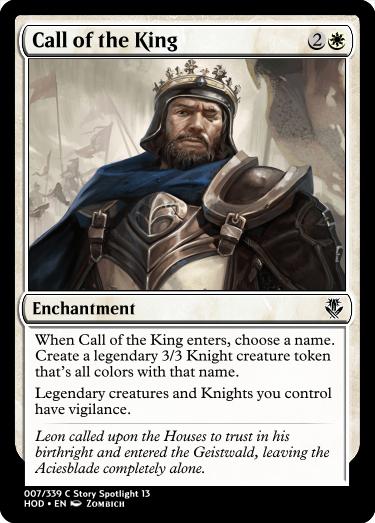 Call of the King 2
Enchantment
When Call of the King enters, choose a name.
Create a legendary 3/3 Knight creature token
that's all colors with that name.
Legendary creatures and Knights you control
have vigilance.
Leon called upon the Houses to trust in his
birthright and entered the Geistwald, leaving the
Aciesblade completely alone.
007/339 C Story Spotlight 13
HOD • EN Zombich